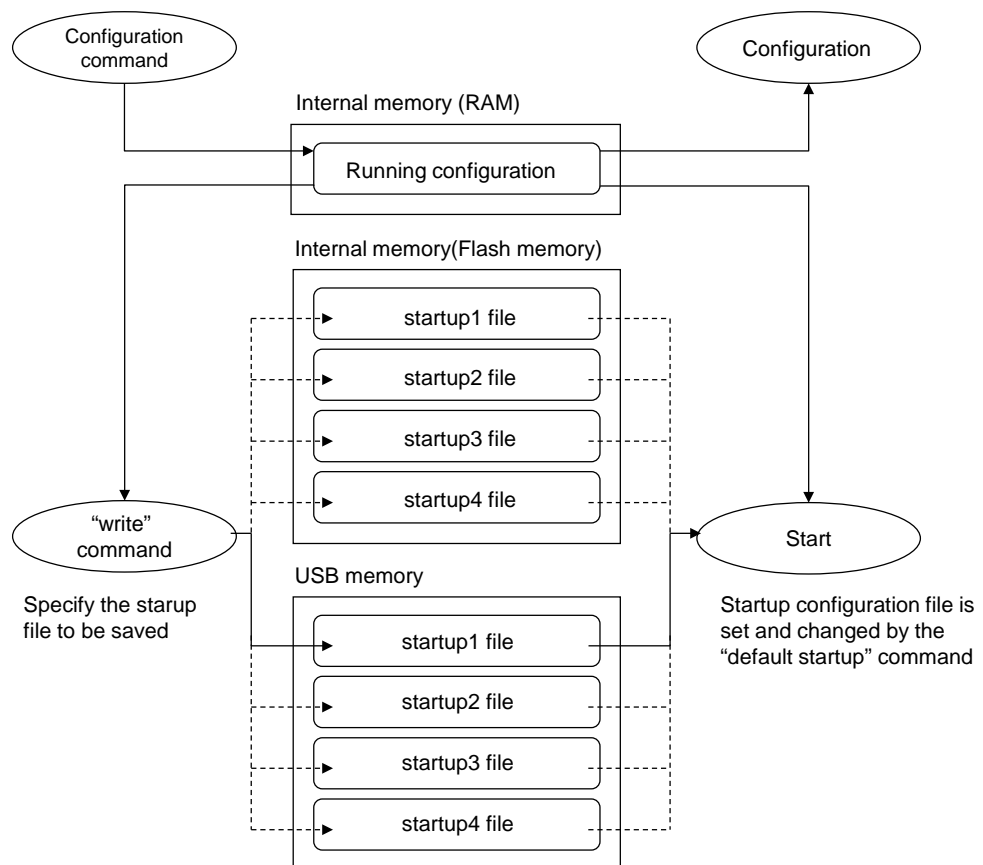 Configuration
command
Configuration
Internal memory (RAM)
Running configuration
Internal memory(Flash memory)
startup1 file
startup2 file
startup3 file
startup4 file
“write”
command
Start
Specify the starup
file to be saved
Startup configuration file is
set and changed by the
“default startup” command
USB memory
startup1 file
startup2 file
startup3 file
startup4 file